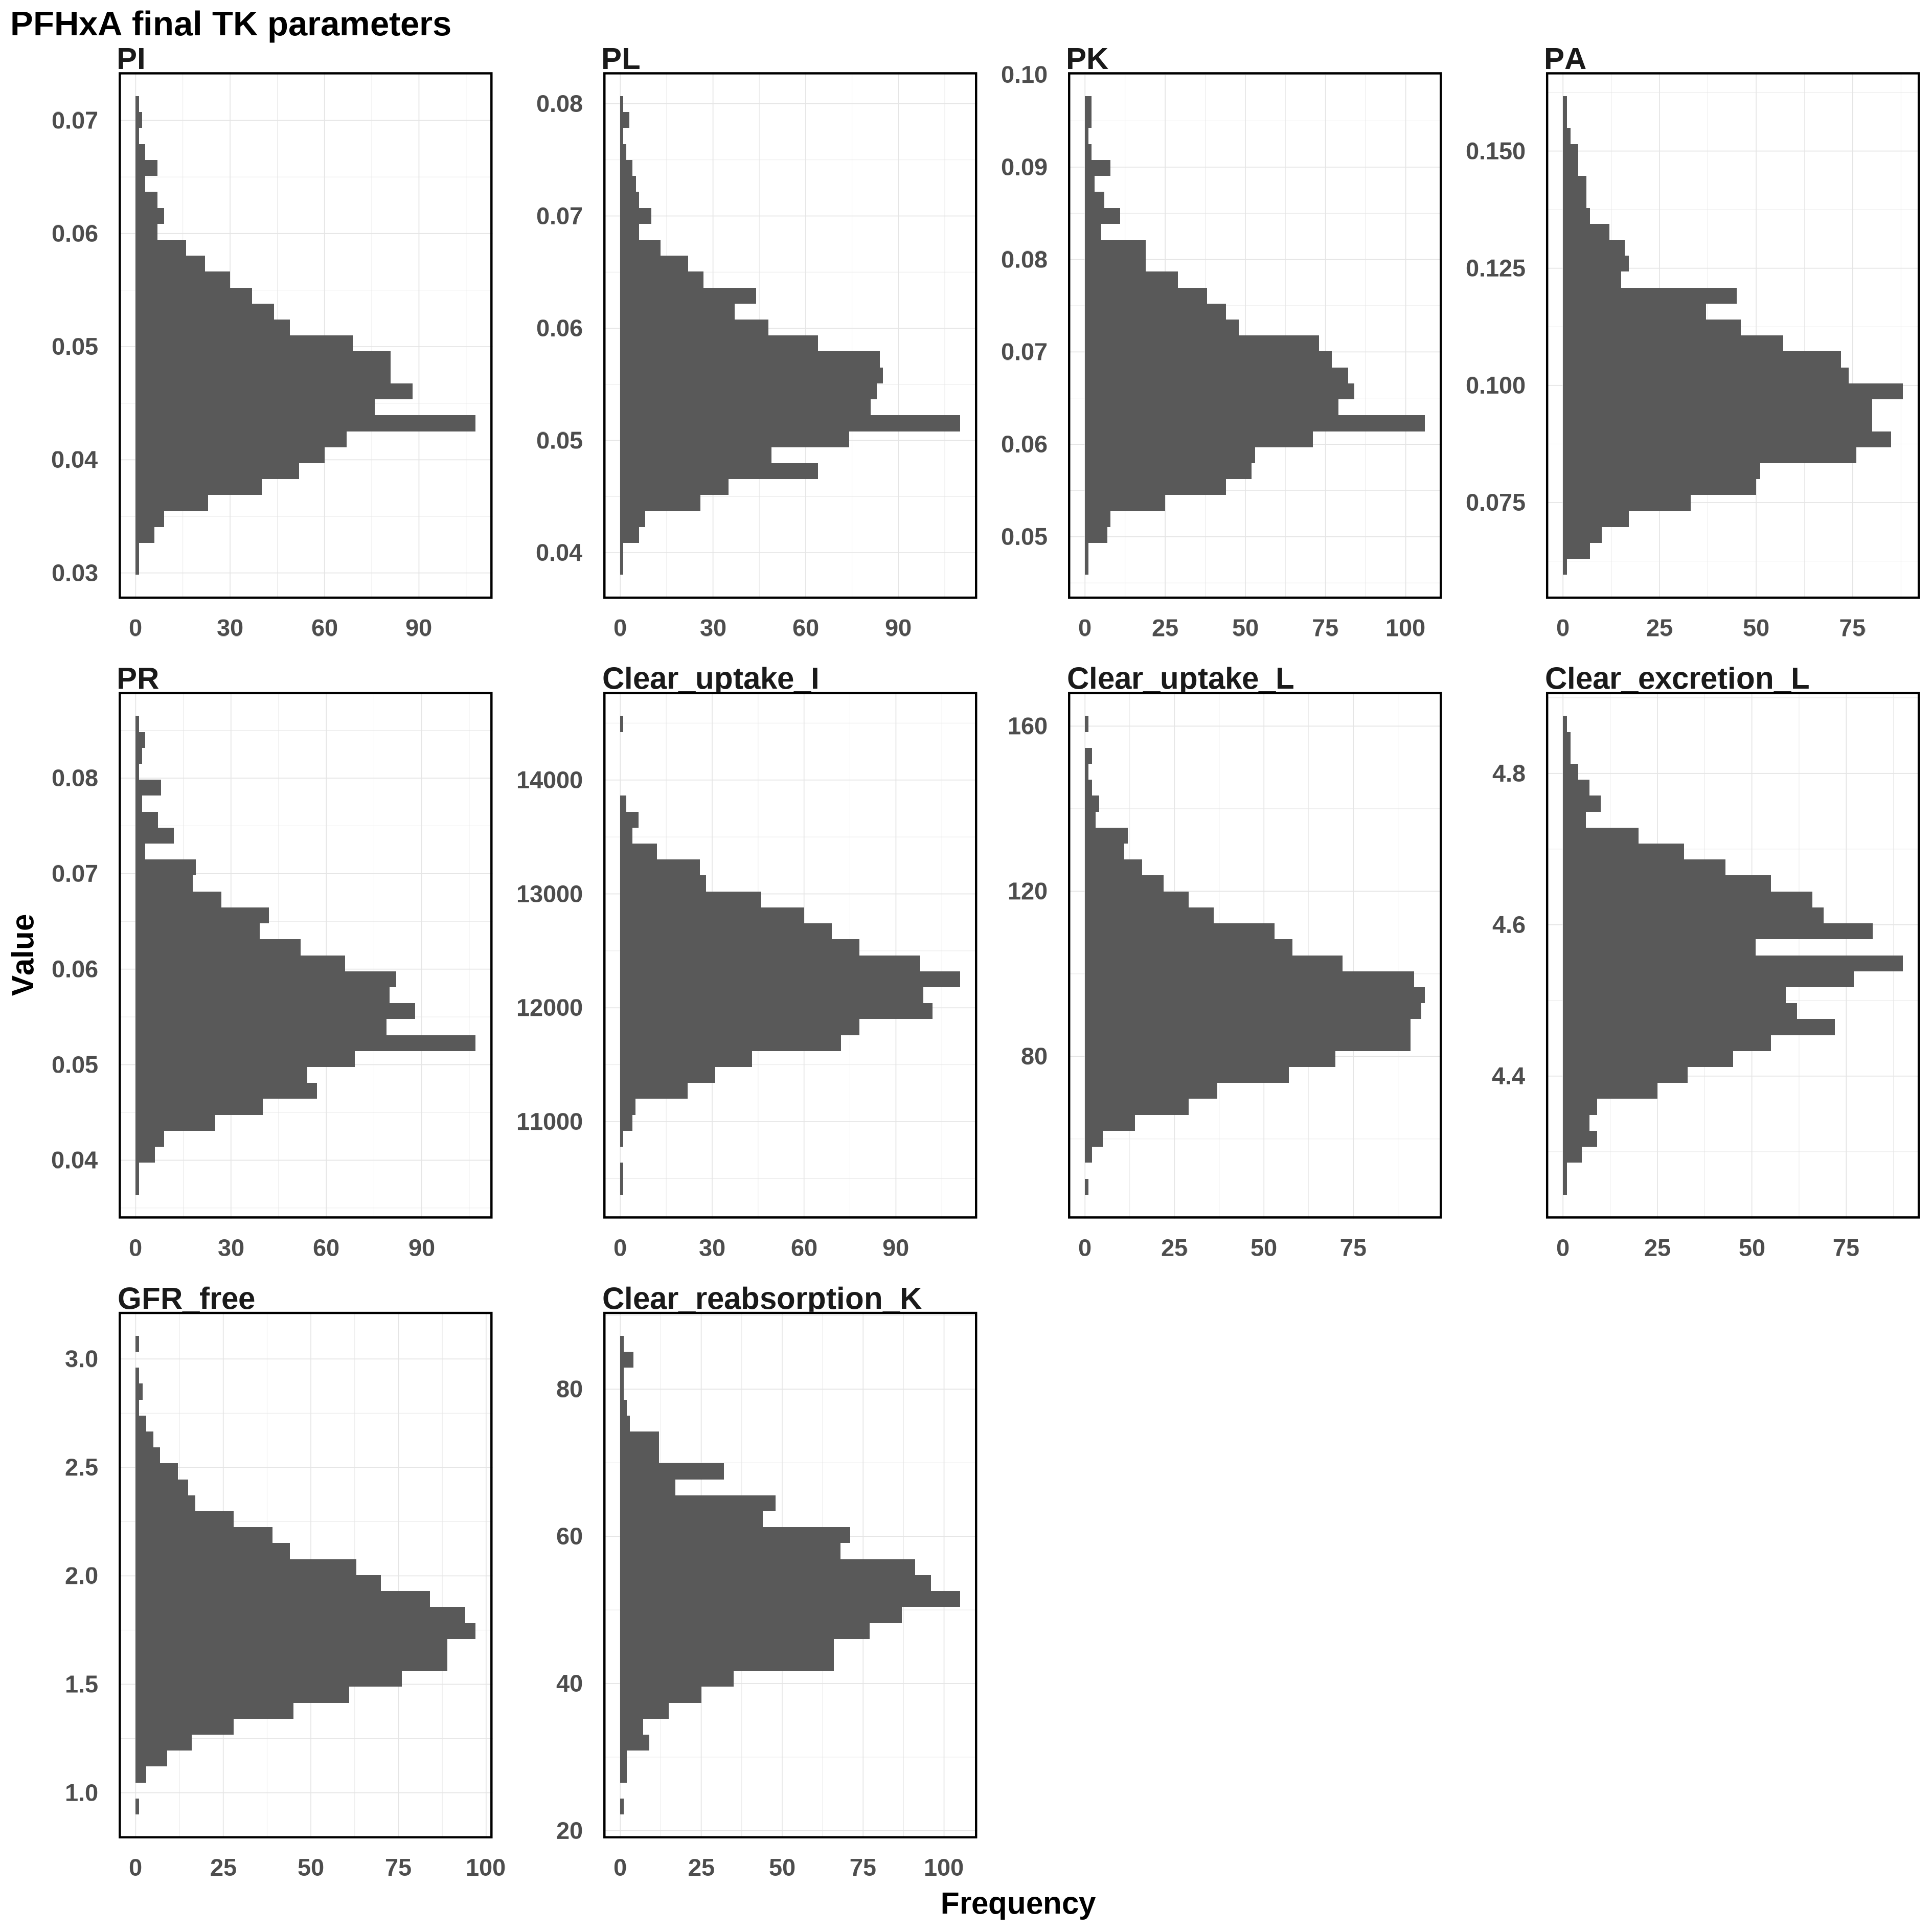 PFHxA final TK parameters
PI PL PK PA
0.07
0.06
0.05
0.04
0.03
0.08
0.07
0.06
0.05
0.04
0.10
0.09
0.08
0.07
0.06
0.05
0.150
0.125
0.100
0.075
0 30 60 90
0 30 60 90
0 25 50 75 100
0 25 50 75
PR Clear_uptake_I Clear_uptake_L Clear_excretion_L
Value
0.08
0.07
0.06
0.05
0.04
14000
13000
12000
11000
160
120
80
4.8
4.6
4.4
0 30 60 90
0 30 60 90
0 25 50 75
0 25 50 75
GFR_free Clear_reabsorption_K
3.0
2.5
2.0
1.5
1.0
80
60
40
20
0 25 50 75 100
0 25 50 75 100
Frequency